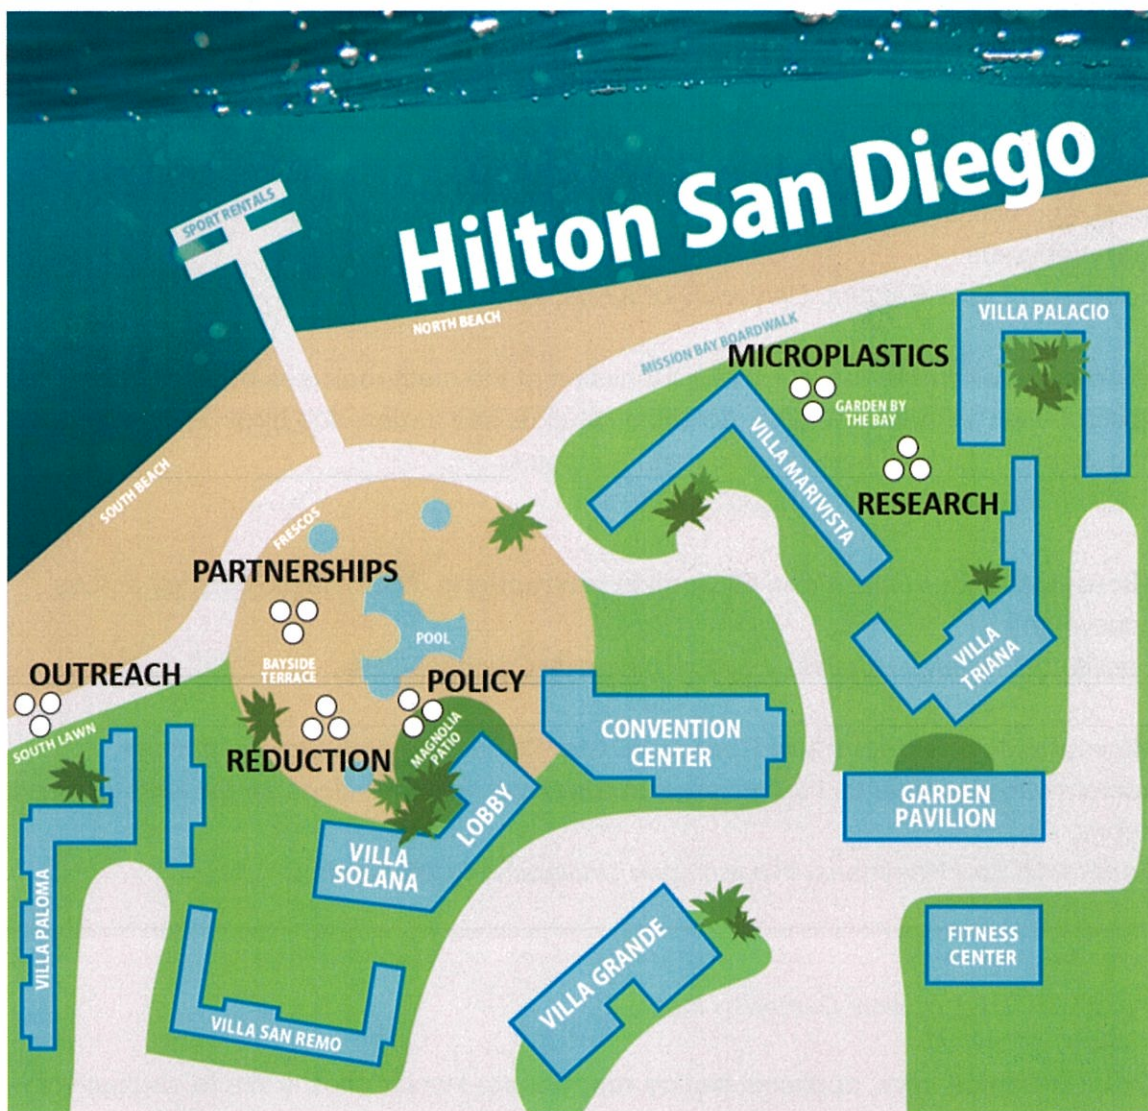 SPORT RENTALS
Hilton San Diego
NORTH BEACH
MISSION BAY BOARDWALK
VILLA PALACIO
MICROPLASTICS
GARDEN BY
THE BAY
VILLA MARIVISTA
RESEARCH
SOUTH BEACH
FRESCOS
PARTNERSHIPS
POOL
BAYSIDE
TERRACE
OUTREACH
POLICY
VILLA
TRIANA
SOUTH LAWN
REDUCTION
MAGNOLIA
PATIO
CONVENTION
CENTER
GARDEN
PAVILION
LOBBY
VILLA
SOLANA
VILLA PALOMA
VILLA GRANDE
FITNESS
CENTER
VILLA SAN REMO